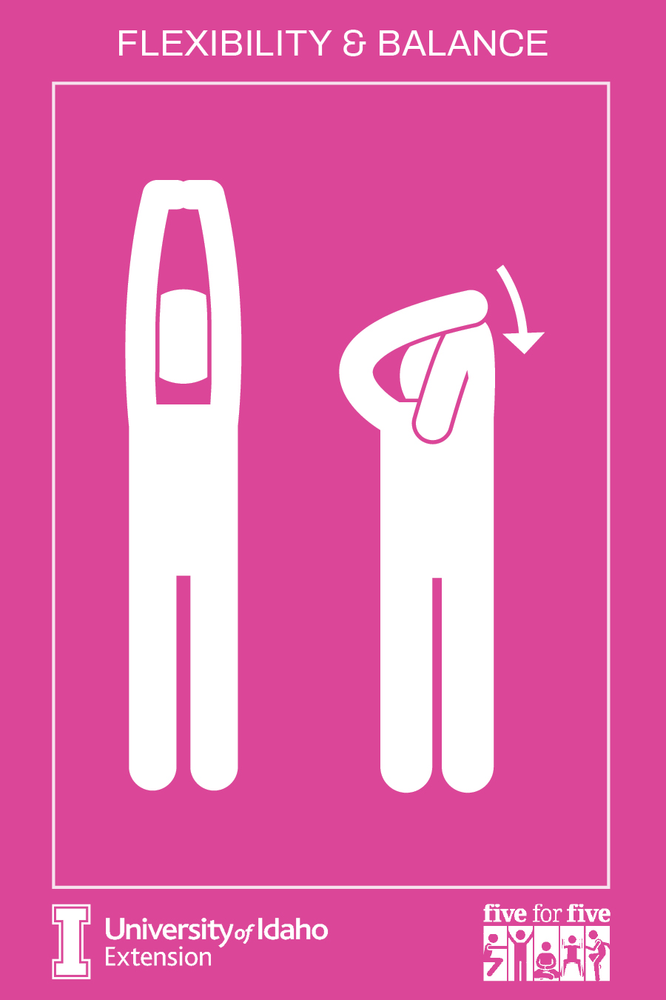 FLEXIBILITY & BALANCE
University of Idaho
Extension
five for five